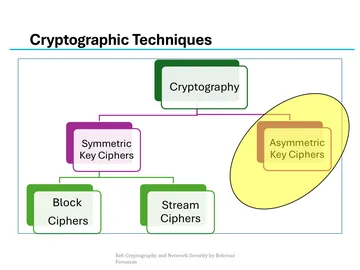 Cryptographic Techniques
Cryptography
Symmetric
Key Ciphers
Asymmetric
Key Ciphers
Block
Ciphers
Stream
Ciphers
Ref: Cryptography and Network Security by Behrouz
Forouzan